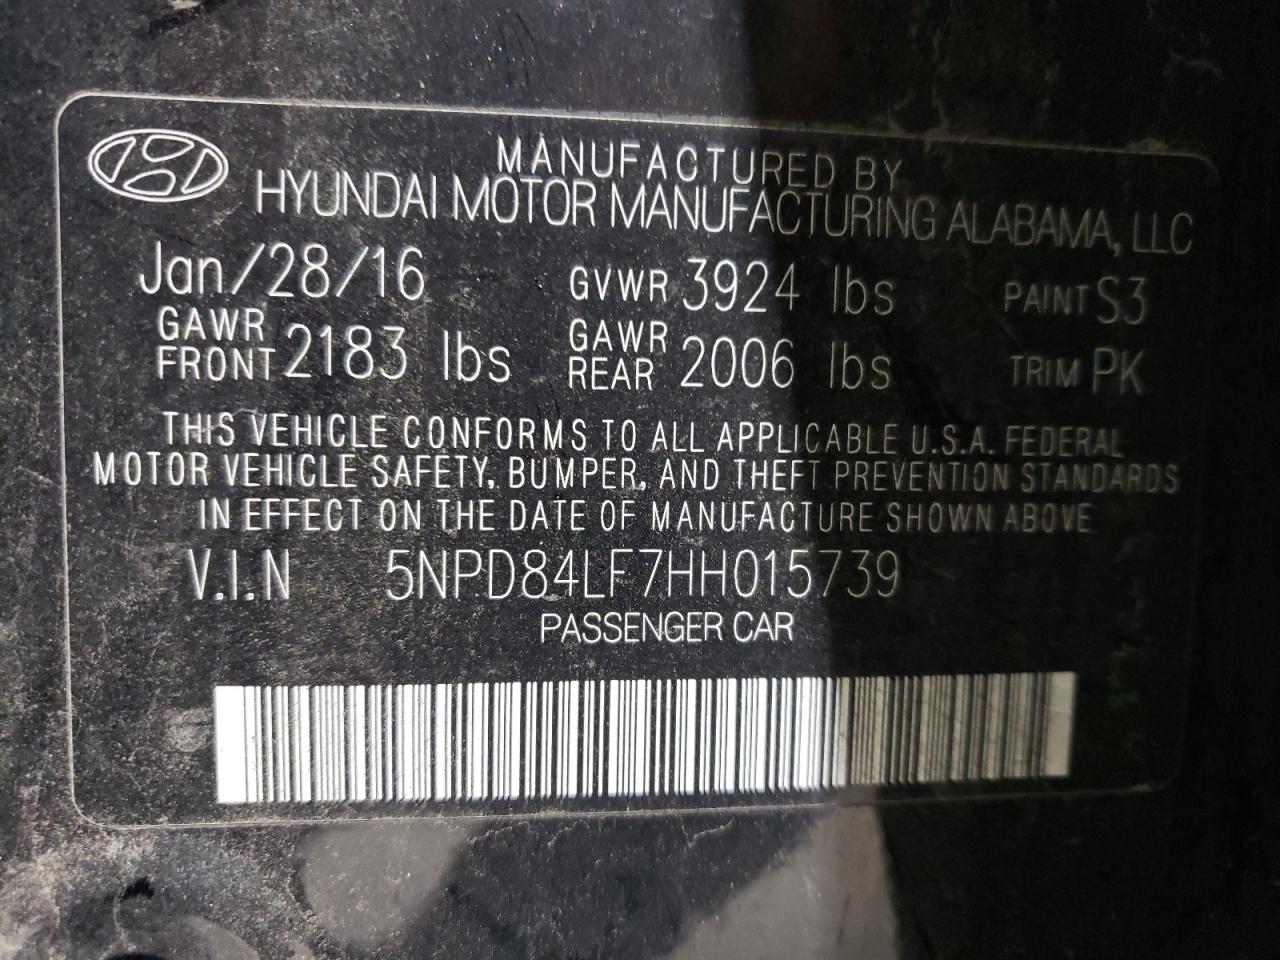 MANUFACTURED BY
HYUNDAI MOTOR MANUFACTURING ALABAMA, LLC
Jan/28/16 GVWR 3924 lbs PAINT S3
GAWR FRONT 2183 lbs GAWR REAR 2006 lbs TRIM PK
THIS VEHICLE CONFORMS TO ALL APPLICABLE U.S.A. FEDERAL
MOTOR VEHICLE SAFETY, BUMPER, AND THEFT PREVENTION STANDARDS
IN EFFECT ON THE DATE OF MANUFACTURE SHOWN ABOVE
V.I.N 5NPD84LF7HH015739
PASSENGER CAR